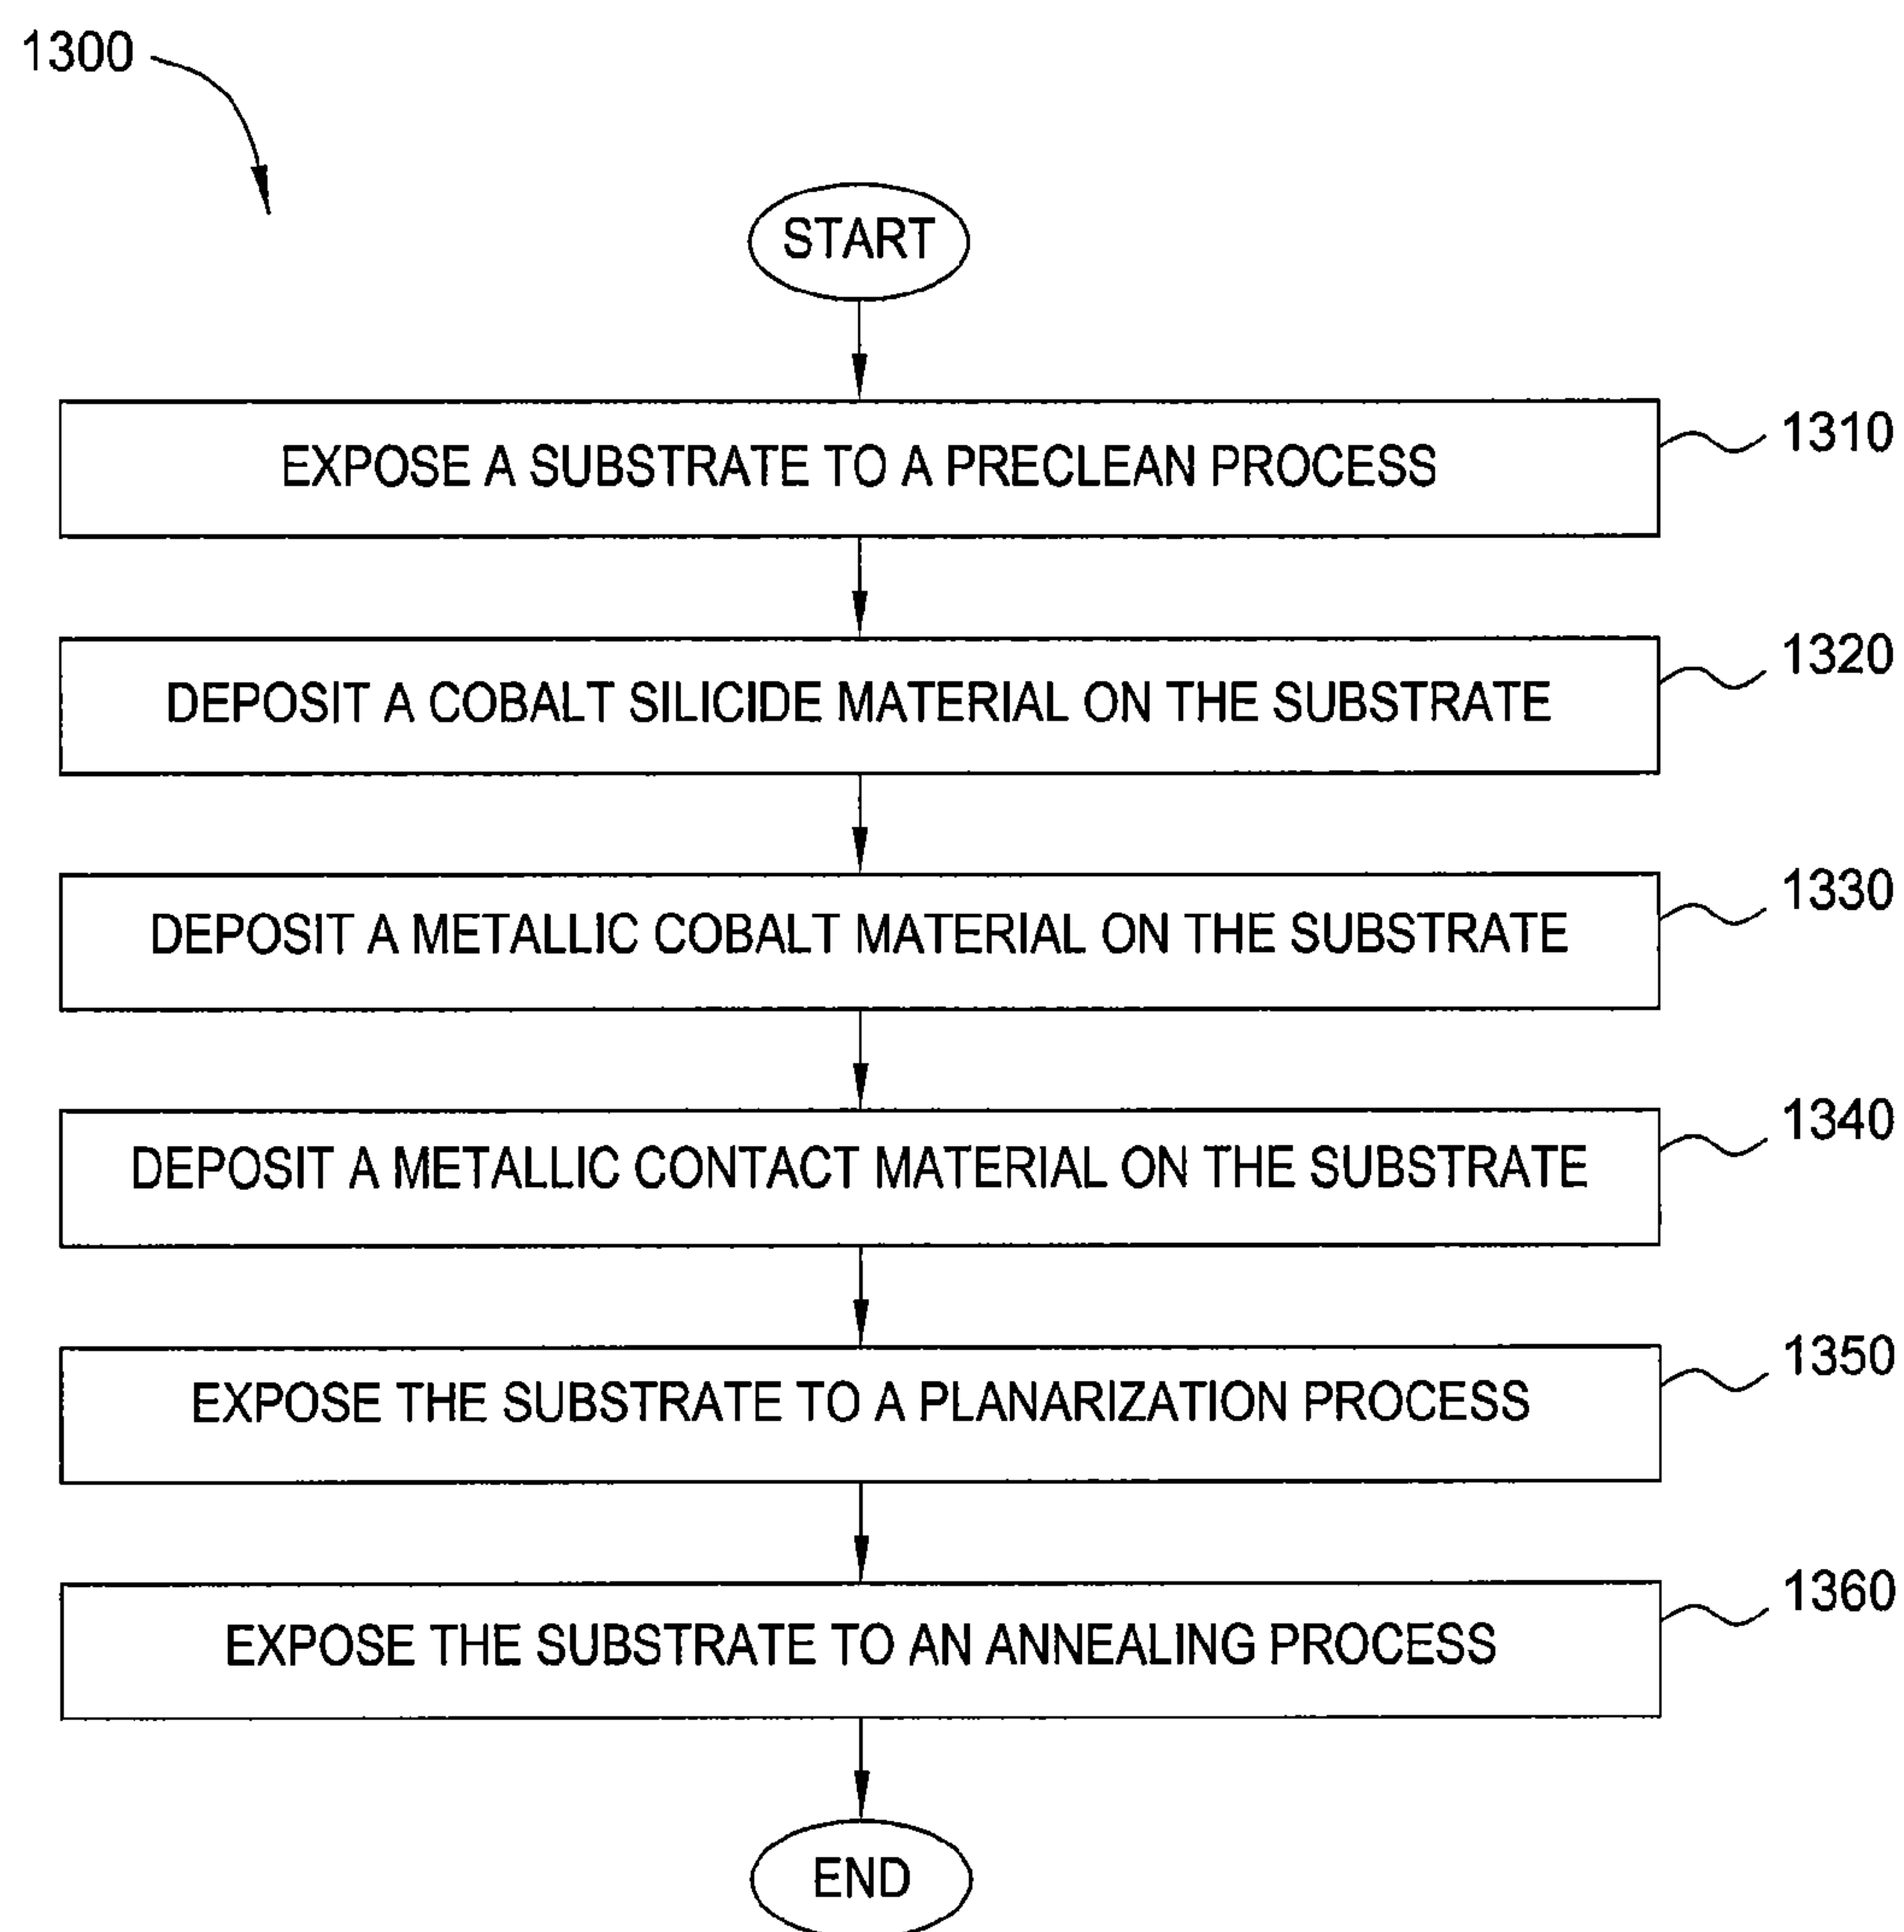 1300
START
EXPOSE A SUBSTRATE TO A PRECLEAN PROCESS
1310
DEPOSIT A COBALT SILICIDE MATERIAL ON THE SUBSTRATE
1320
DEPOSIT A METALLIC COBALT MATERIAL ON THE SUBSTRATE
1330
DEPOSIT A METALLIC CONTACT MATERIAL ON THE SUBSTRATE
1340
EXPOSE THE SUBSTRATE TO A PLANARIZATION PROCESS
1350
EXPOSE THE SUBSTRATE TO AN ANNEALING PROCESS
1360
END